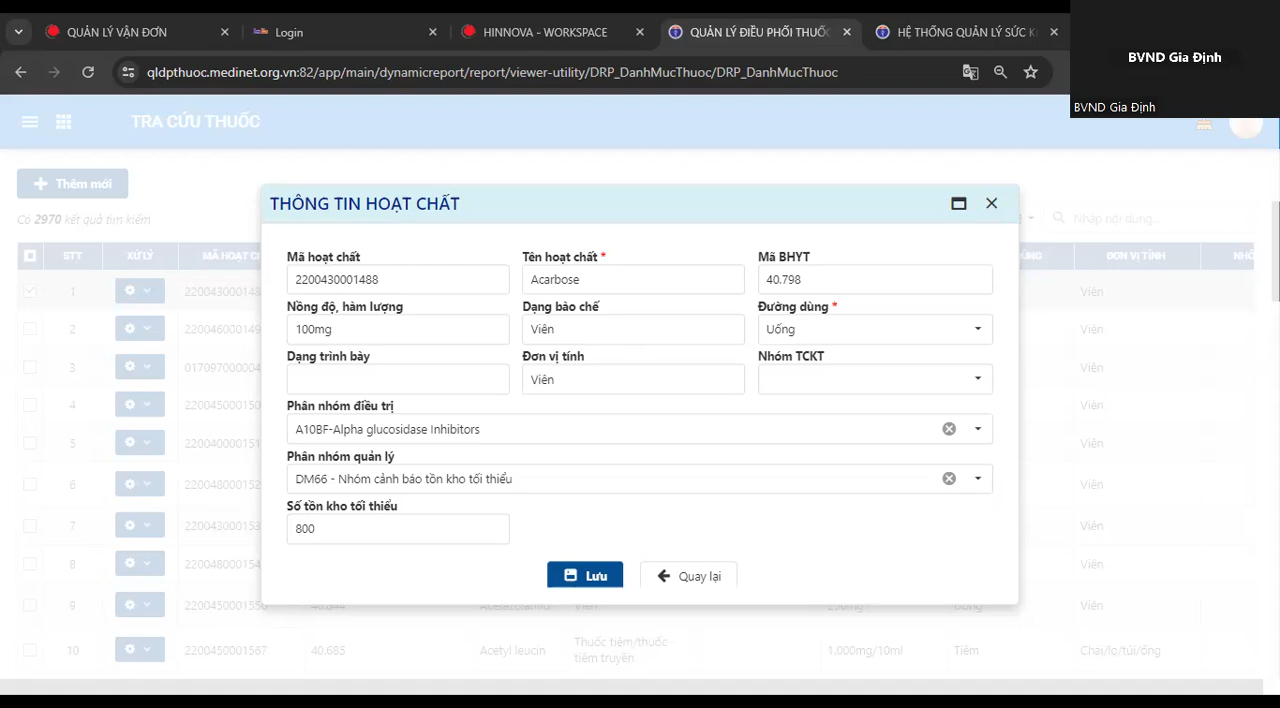 QUẢN LÝ VẬN ĐƠN
Login
HINNOVA - WORKSPACE
QUẢN LÝ ĐIỀU PHỐI THUỐC
HỆ THỐNG QUẢN LÝ SỨC
BVND Gia Định
qldpthuoc.medinet.org.vn:82/app/main/dynamicreport/report/viewer-utility/DRP_DanhMucThuoc/DRP_DanhMucThuoc
BVND Gia Định
TRA CỨU THUỐC
Thêm mới
Có 2970 kết quả tìm kiếm
Nhập nội dung...
STT XỬ LÝ MÃ HOẠT ĐƠN VỊ TÍNH
THÔNG TIN HOẠT CHẤT
Mã hoạt chất Tên hoạt chất * Mã BHYT
2200430001488 Acarbose 40.798
Nồng độ, hàm lượng Dạng bào chế Đường dùng *
100mg Viên Uống
Dạng trình bày Đơn vị tính Nhóm TCKT
Viên
Phân nhóm điều trị
A10BF-Alpha glucosidase Inhibitors
Phân nhóm quản lý
DM66 - Nhóm cảnh báo tồn kho tối thiểu
Số tồn kho tối thiểu
800
Lưu Quay lại
1 Viên
2 Viên
3 Viên
4 Viên
5 Viên
6 Viên
7 Viên
8 Viên
9 Viên
10 2200450001567 40.685 Acetyl leucin Thuốc tiêm/thuốc tiêm truyền 1.000mg/10ml Tiêm Chai/lọ/túi/ống